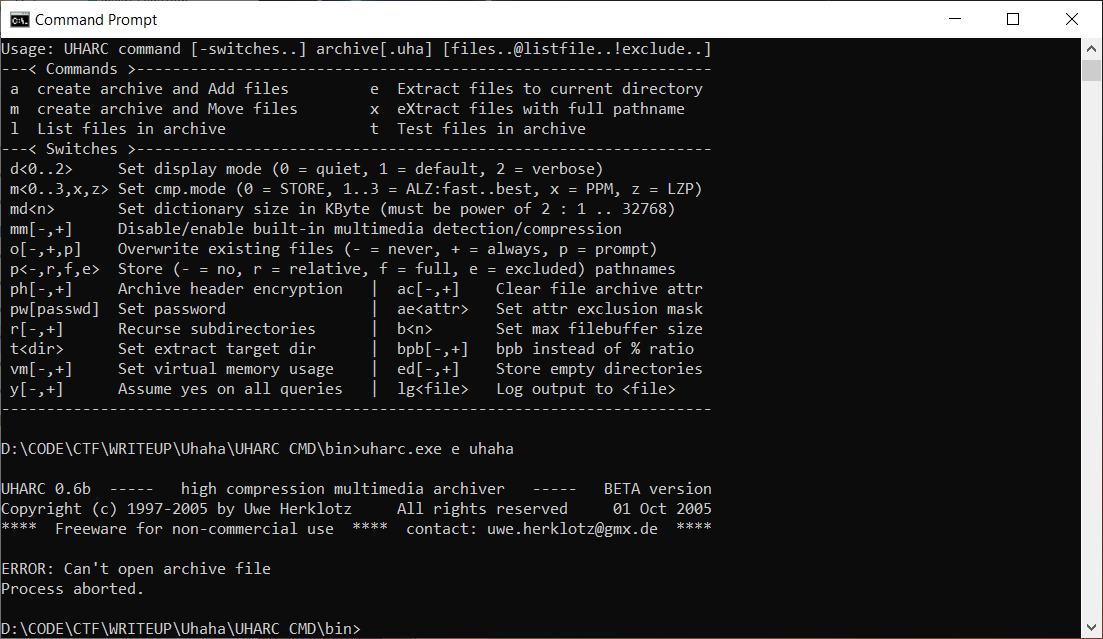 Command Prompt
Usage: UHARC command [-switches..] archive[.uha] [files..@listfile..!exclude..]
---< Commands >----------------------------------------------------------------
 a  create archive and Add files         e  Extract files to current directory
 m  create archive and Move files        x  eXtract files with full pathname
 l  List files in archive                t  Test files in archive
---< Switches >----------------------------------------------------------------
 d<0..2>     Set display mode (0 = quiet, 1 = default, 2 = verbose)
 m<0..3,x,z> Set cmp.mode (0 = STORE, 1..3 = ALZ:fast..best, x = PPM, z = LZP)
 md<n>       Set dictionary size in KByte (must be power of 2 : 1 .. 32768)
 mm[-,+]     Disable/enable built-in multimedia detection/compression
 o[-,+,p]    Overwrite existing files (- = never, + = always, p = prompt)
 p<-,r,f,e>  Store (- = no, r = relative, f = full, e = excluded) pathnames
 ph[-,+]     Archive header encryption   |  ac[-,+]    Clear file archive attr
 pw[passwd]  Set password                |  ae<attr>   Set attr exclusion mask
 r[-,+]      Recurse subdirectories      |  b<n>       Set max filebuffer size
 t<dir>      Set extract target dir      |  bpb[-,+]   bpb instead of % ratio
 vm[-,+]     Set virtual memory usage    |  ed[-,+]    Store empty directories
 y[-,+]      Assume yes on all queries   |  lg<file>   Log output to <file>
-------------------------------------------------------------------------------
D:\CODE\CTF\WRITEUP\Uhaha\UHARC CMD\bin>uharc.exe e uhaha
UHARC 0.6b  -----   high compression multimedia archiver   -----   BETA version
Copyright (c) 1997-2005 by Uwe Herklotz     All rights reserved     01 Oct 2005
****  Freeware for non-commercial use  ****  contact: uwe.herklotz@gmx.de  ****
ERROR: Can't open archive file
Process aborted.
D:\CODE\CTF\WRITEUP\Uhaha\UHARC CMD\bin>